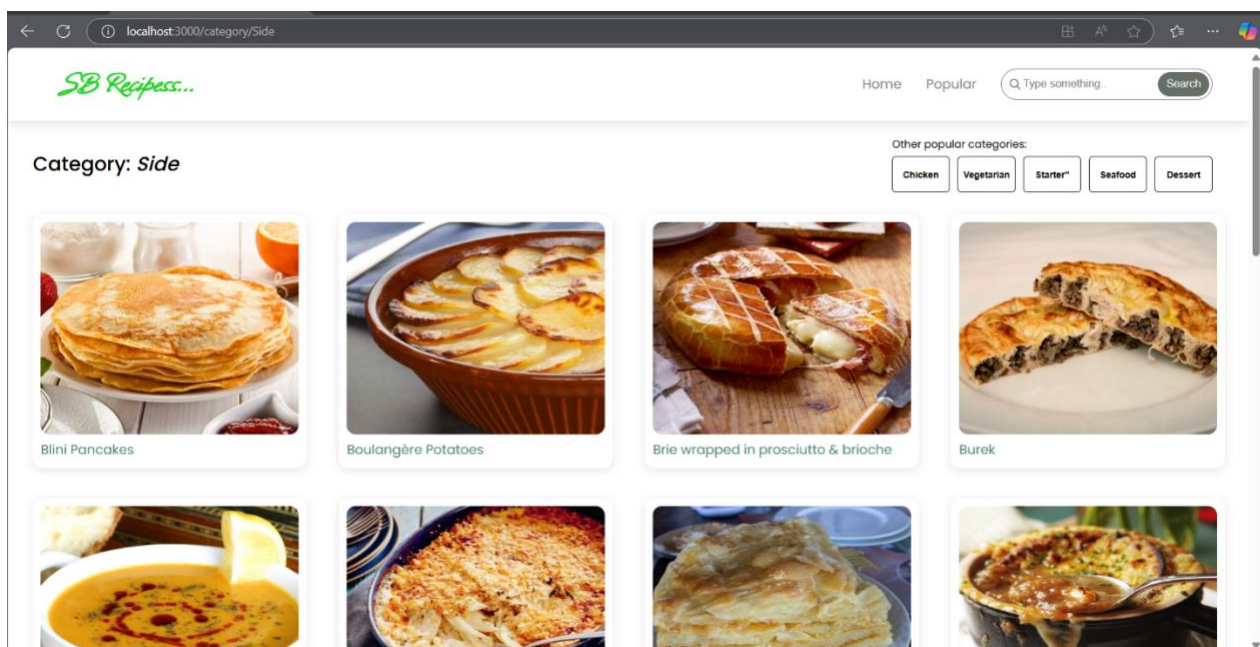 localhost:3000/category/Side
SB Recipess...
Home Popular Type something.. Search
Category: Side
Other popular categories:
Chicken Vegetarian Starter" Seafood Dessert
Blini Pancakes Boulangère Potatoes Brie wrapped in prosciutto & brioche Burek